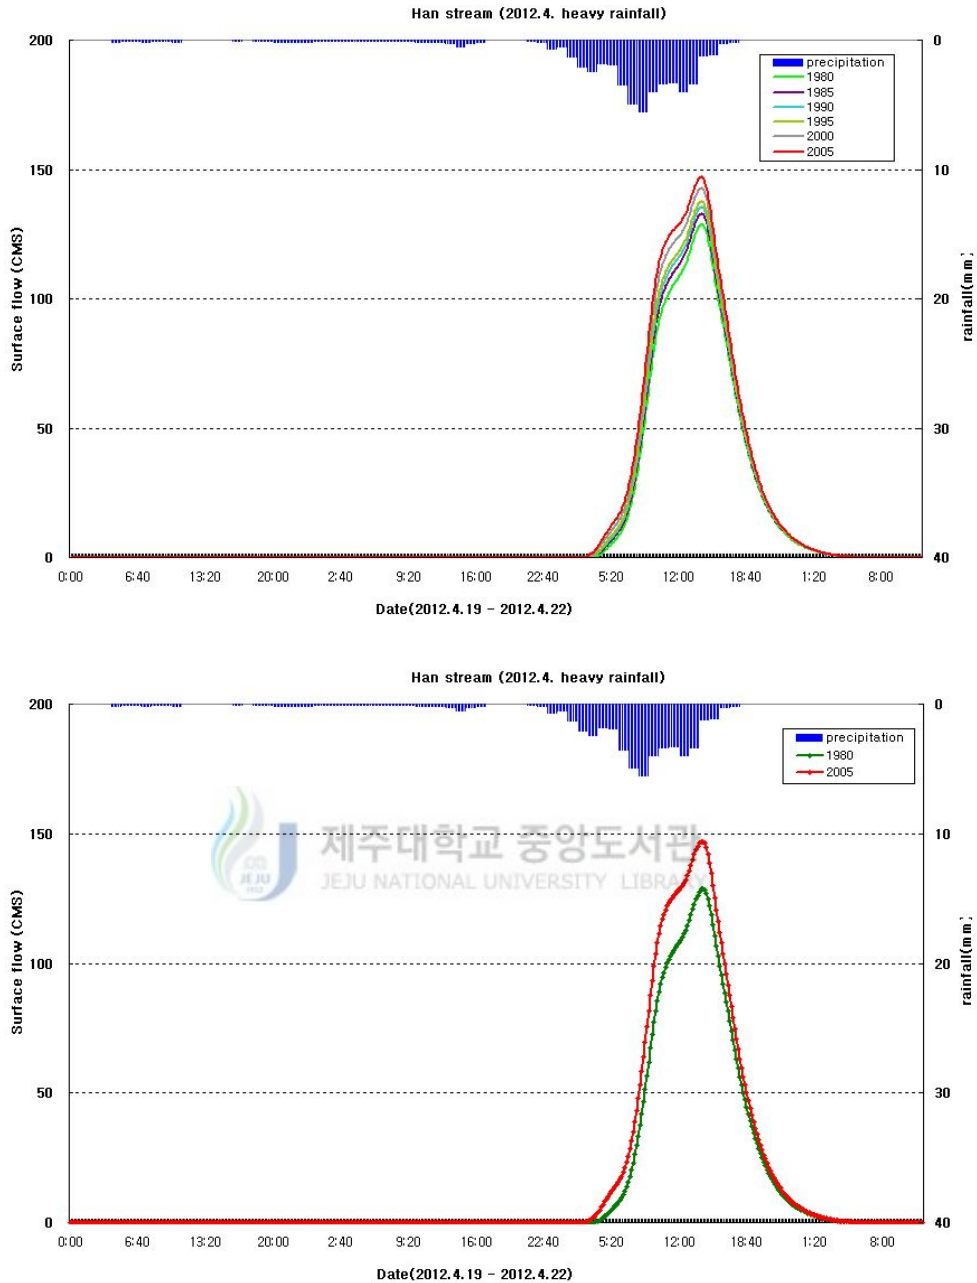 Han stream (2012.4. heavy rainfall)
200
150
100
50
0
Surface flow (CMS)
0
10
20
30
40
rainfall(mm)
precipitation
1980
1985
1990
1995
2000
2005
0:00 6:40 13:20 20:00 2:40 9:20 16:00 22:40 5:20 12:00 18:40 1:20 8:00
Date(2012.4.19 - 2012.4.22)
Han stream (2012.4. heavy rainfall)
200
150
100
50
0
Surface flow (CMS)
0
10
20
30
40
rainfall(mm)
precipitation
1980
2005
JEJU
1952
제주대학교 중앙도서관
JEJU NATIONAL UNIVERSITY LIBRARY
0:00 6:40 13:20 20:00 2:40 9:20 16:00 22:40 5:20 12:00 18:40 1:20 8:00
Date(2012.4.19 - 2012.4.22)